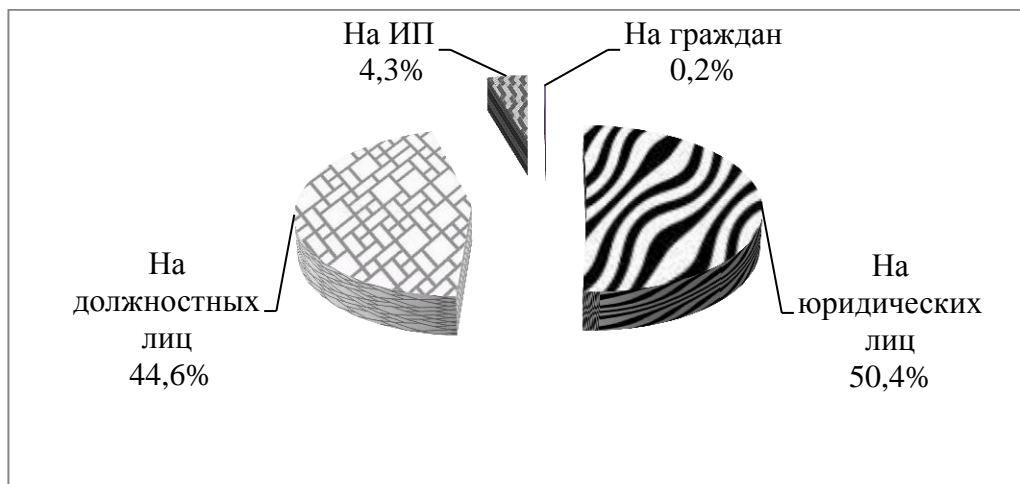 На ИП
4,3%
На граждан
0,2%
На
должностных
лиц
44,6%
На
юридических
лиц
50,4%